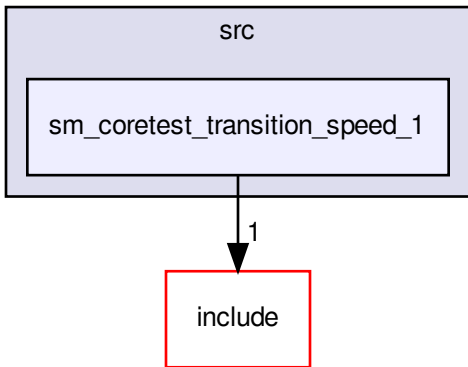 src
sm_coretest_transition_speed_1
1
include